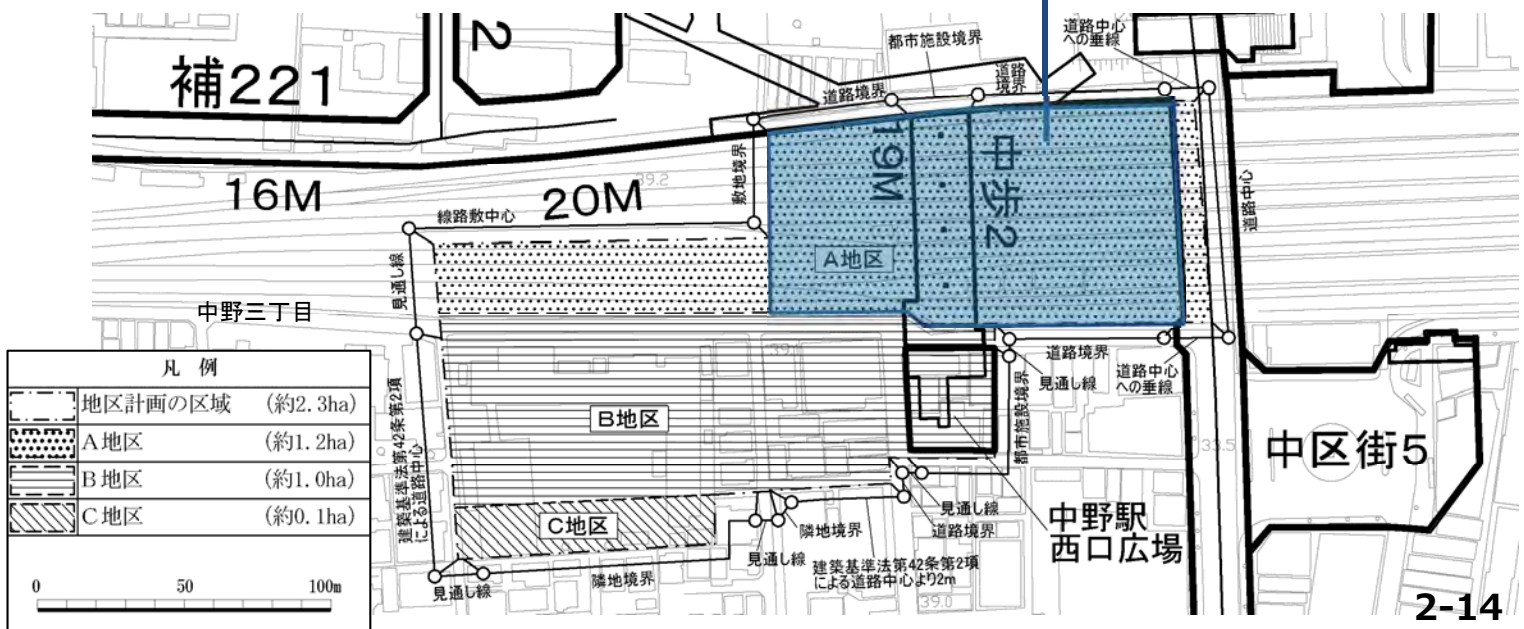 2
補221
都市施設境界
道路中心
への垂線
道路
境界
道路境界
16M
20M
39.2
敷地境界
19M
中歩2
道路中心
線路敷中心
A地区
見通し線
中野三丁目
道路境界
見通し線
道路中心
への垂線
B地区
都市施設境界
中区街5
建築基準法第42条第2項
による道路中心
C地区
見通し線
道路境界
中野駅
西口広場
隣地境界
見通し線
建築基準法第42条第2項
による道路中心より2m
隣地境界
見通し線
39.0
凡 例
地区計画の区域 (約2.3ha)
A地区 (約1.2ha)
B地区 (約1.0ha)
C地区 (約0.1ha)
0 50 100m
2-14